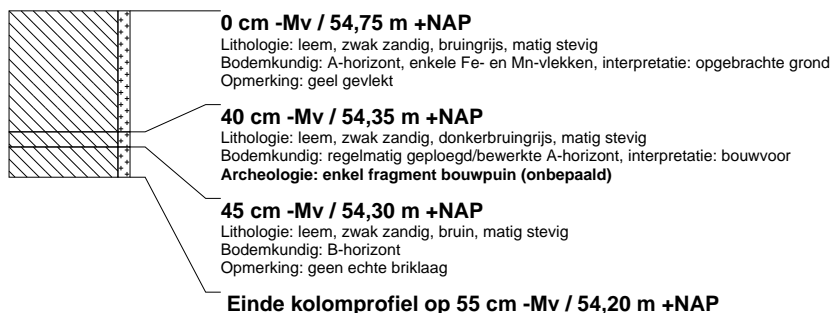 0 cm -Mv / 54,75 m +NAP
Lithologie: leem, zwak zandig, bruingrijs, matig stevig
Bodemkundig: A-horizont, enkele Fe- en Mn-vlekken, interpretatie: opgebrachte grond
Opmerking: geel gevlekt
40 cm -Mv / 54,35 m +NAP
Lithologie: leem, zwak zandig, donkerbruingrijs, matig stevig
Bodemkundig: regelmatig geploegd/bewerkte A-horizont, interpretatie: bouwvoor
Archeologie: enkel fragment bouwpuin (onbepaald)
45 cm -Mv / 54,30 m +NAP
Lithologie: leem, zwak zandig, bruin, matig stevig
Bodemkundig: B-horizont
Opmerking: geen echte briklaag
Einde kolomprofiel op 55 cm -Mv / 54,20 m +NAP